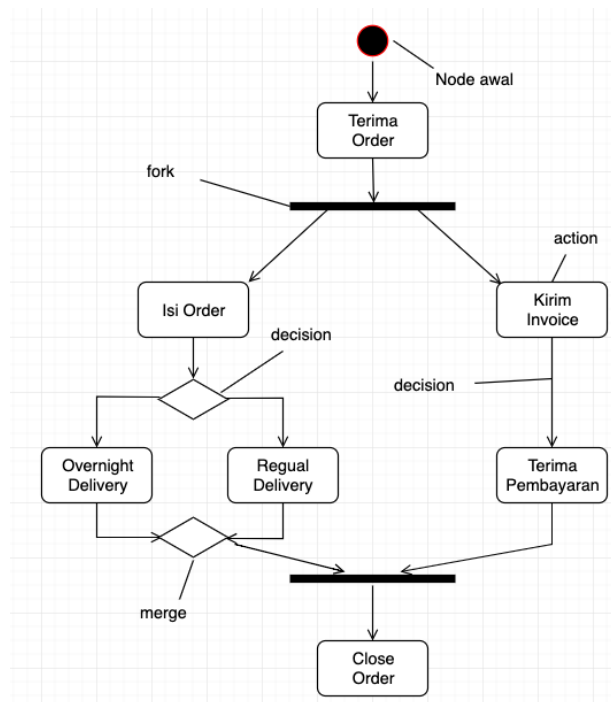 Node awal
Terima
Order
fork
action
Isi Order
Kirim
Invoice
decision
decision
Overnight
Delivery
Regual
Delivery
Terima
Pembayaran
merge
Close
Order